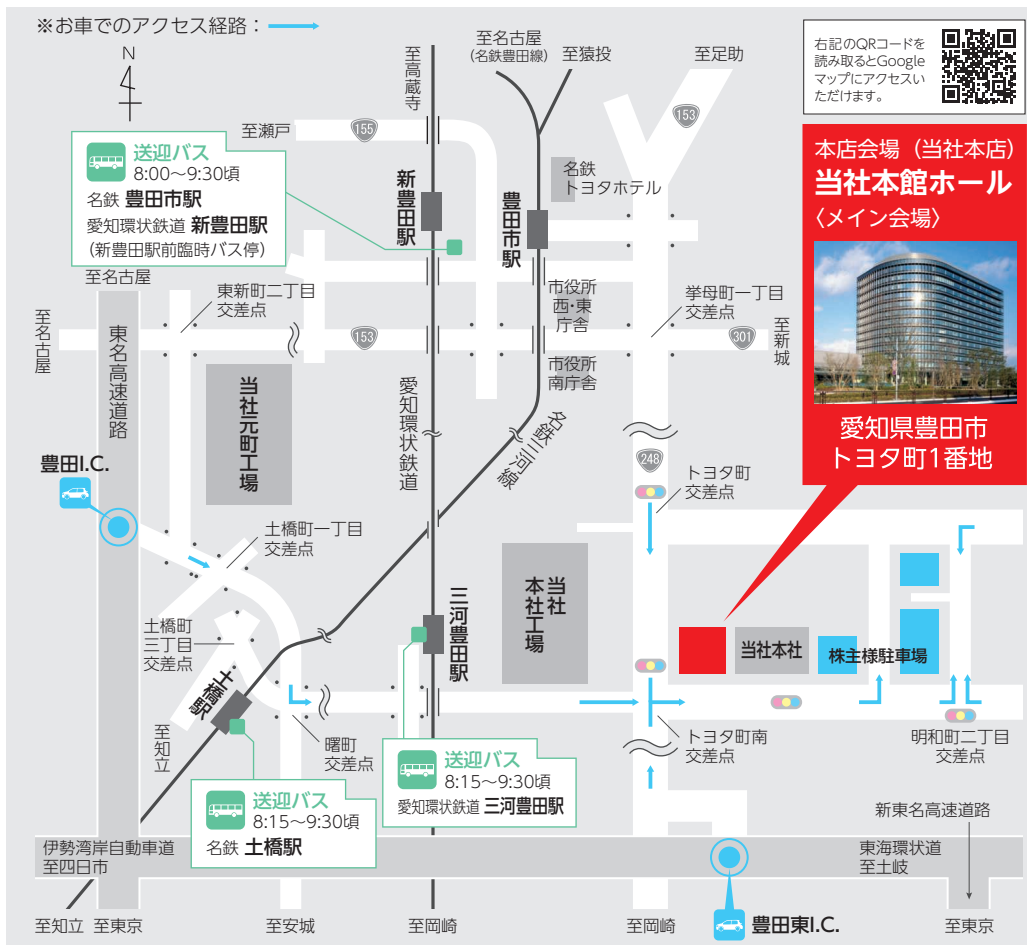 ※お車でのアクセス経路：
N
至名古屋
(名鉄豊田線)
至猿投
至足助
至高蔵寺
右記のQRコードを
読み取るとGoogle
マップにアクセスい
ただけます。
至瀬戸
155
153
送迎バス
8:00～9:30頃
名鉄 豊田市駅
愛知環状鉄道 新豊田駅
(新豊田駅前臨時バス停)
新豊田駅
豊田市駅
名鉄
トヨタホテル
本店会場（当社本店）
当社本館ホール
〈メイン会場〉
愛知県豊田市
トヨタ町1番地
至名古屋
東新町二丁目
交差点
市役所
西・東
庁舎
挙母町一丁目
交差点
至名古屋
東名高速道路
153
301
至新城
市役所
南庁舎
当社元町工場
愛知環状鉄道
名鉄三河線
豊田I.C.
248
トヨタ町
交差点
土橋町一丁目
交差点
当社
本社工場
土橋町
三丁目
交差点
三河豊田駅
当社本社
株主様駐車場
土橋駅
至知立
曙町
交差点
トヨタ町南
交差点
明和町二丁目
交差点
送迎バス
8:15～9:30頃
愛知環状鉄道 三河豊田駅
送迎バス
8:15～9:30頃
名鉄 土橋駅
新東名高速道路
伊勢湾岸自動車道
至四日市
東海環状道
至土岐
至知立
至東京
至安城
至岡崎
至岡崎
豊田東I.C.
至東京